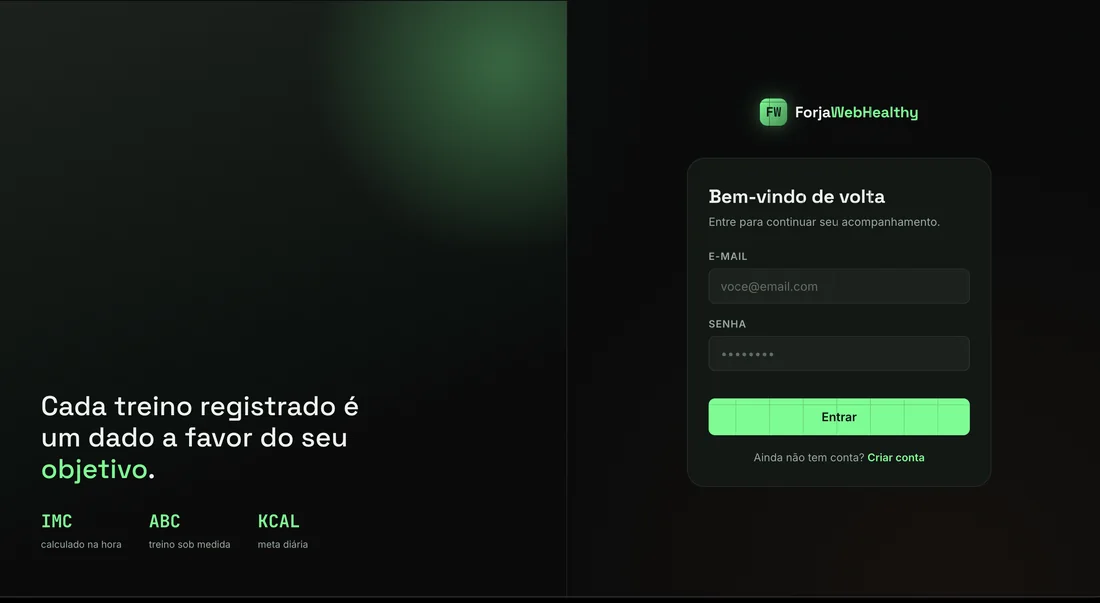 Cada treino registrado é
um dado a favor do seu
objetivo.
IMC
calculado na hora
ABC
treino sob medida
KCAL
meta diária
FW
ForjaWebHealthy
Bem-vindo de volta
Entre para continuar seu acompanhamento.
E-MAIL
voce@email.com
SENHA
••••••••
Entrar
Ainda não tem conta? Criar conta